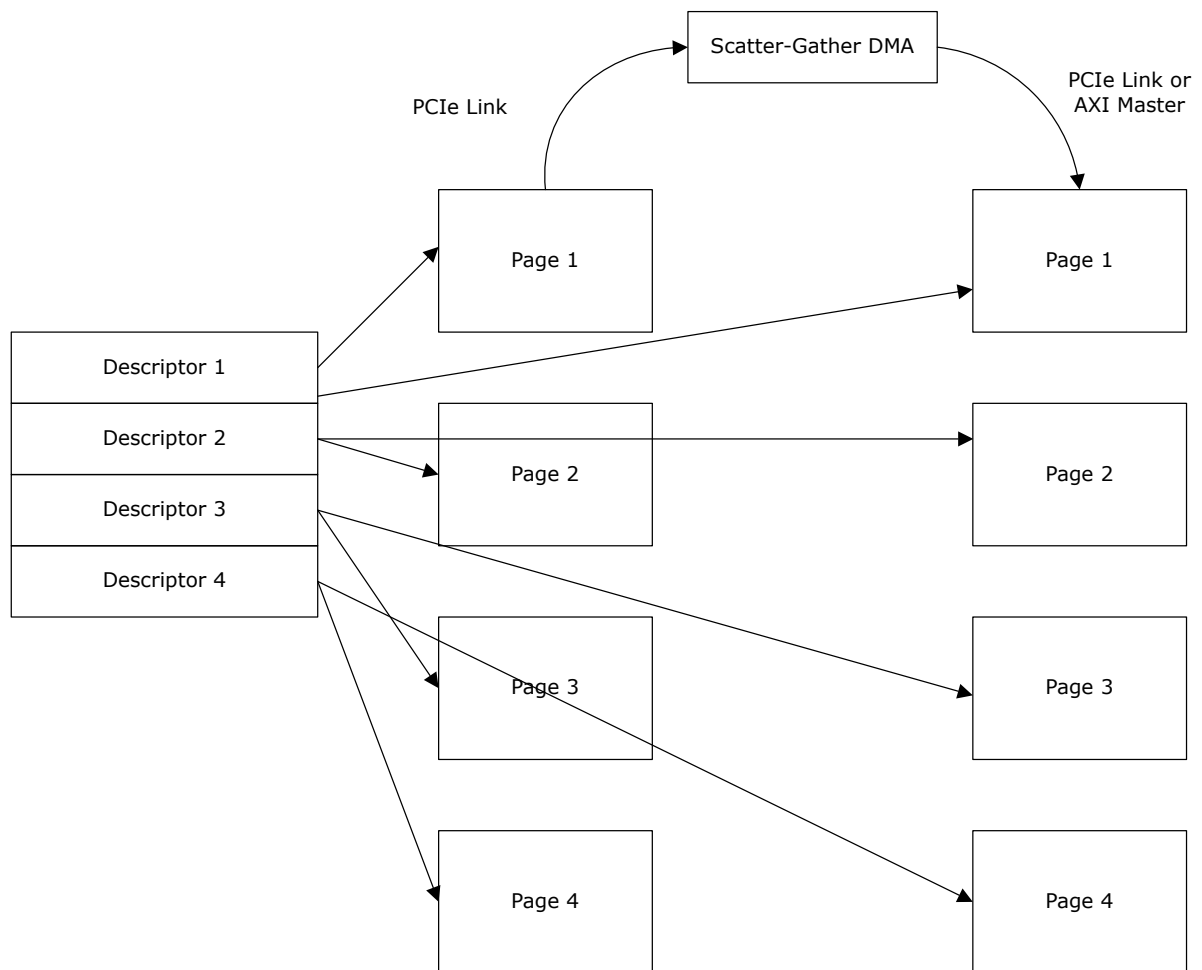 Scatter-Gather DMA
PCIe Link
PCIe Link or
AXI Master
Page 1
Page 1
Descriptor 1
Descriptor 2
Descriptor 3
Descriptor 4
Page 2
Page 2
Page 3
Page 3
Page 4
Page 4